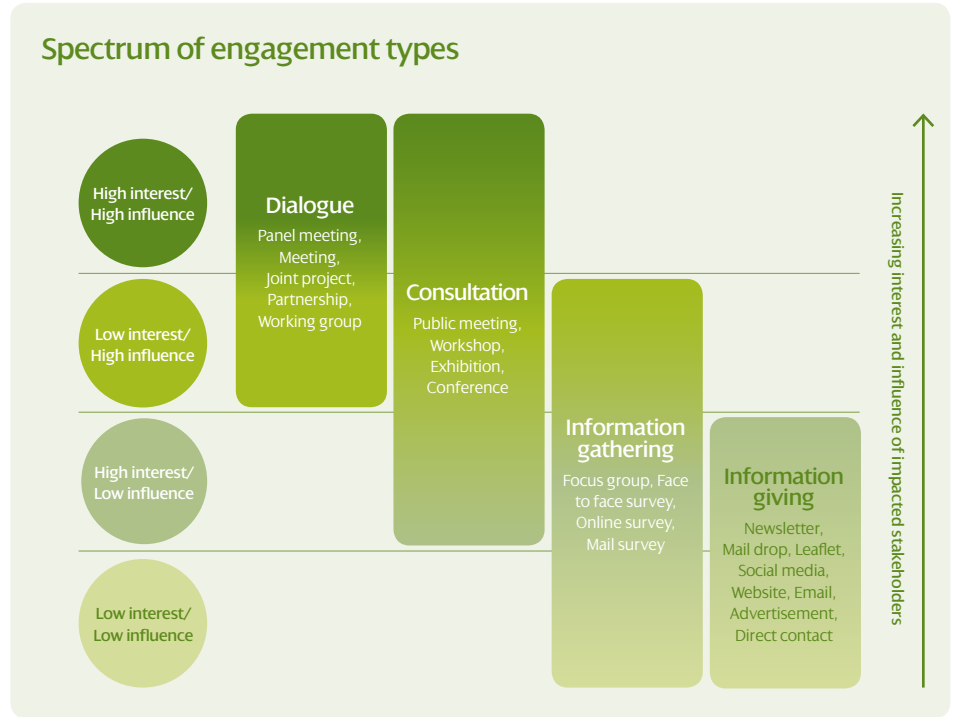 Spectrum of engagement types
High interest/
High influence
Low interest/
High influence
High interest/
Low influence
Low interest/
Low influence
Dialogue
Panel meeting,
Meeting,
Joint project,
Partnership,
Working group
Consultation
Public meeting,
Workshop,
Exhibition,
Conference
Information
gathering
Focus group, Face
to face survey,
Online survey,
Mail survey
Information
giving
Newsletter,
Mail drop, Leaflet,
Social media,
Website, Email,
Advertisement,
Direct contact
Increasing interest and influence of impacted stakeholders